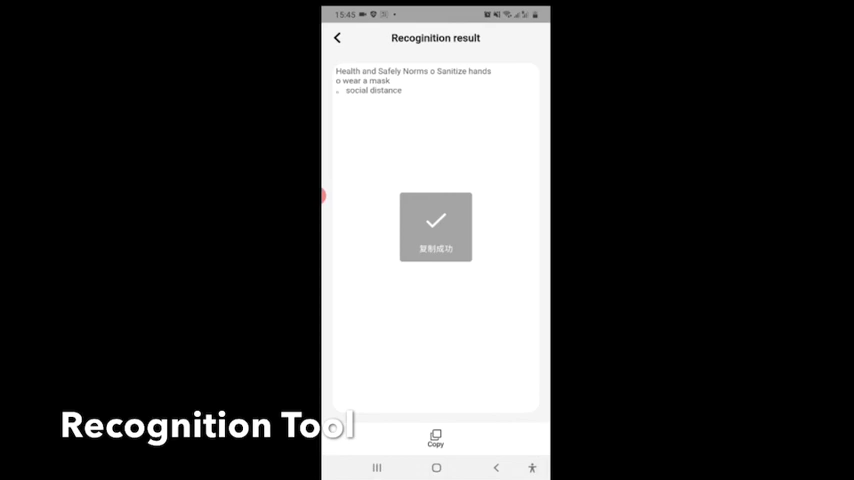 15:45
Recoginition result
Health and Safely Norms o Sanitize hands
o wear a mask
。 social distance
复制成功
Copy
Recognition Tool